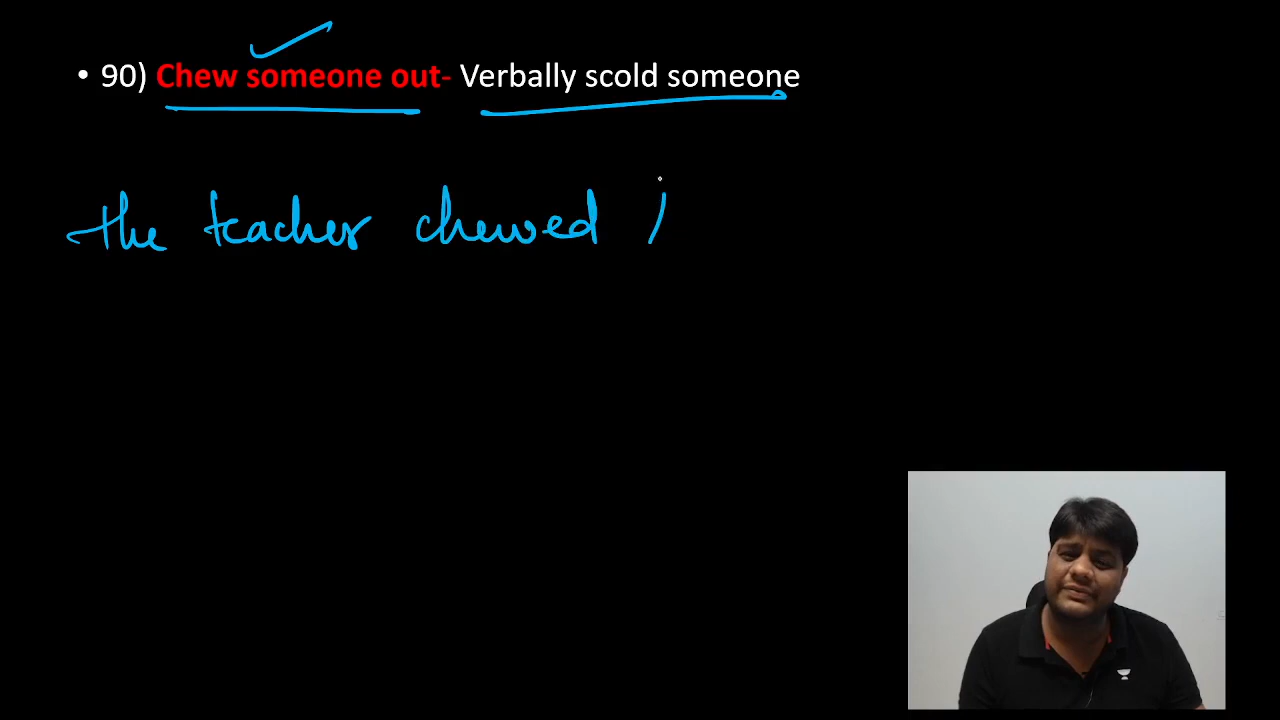 • 90) Chew someone out- Verbally scold someone
the teacher chewed